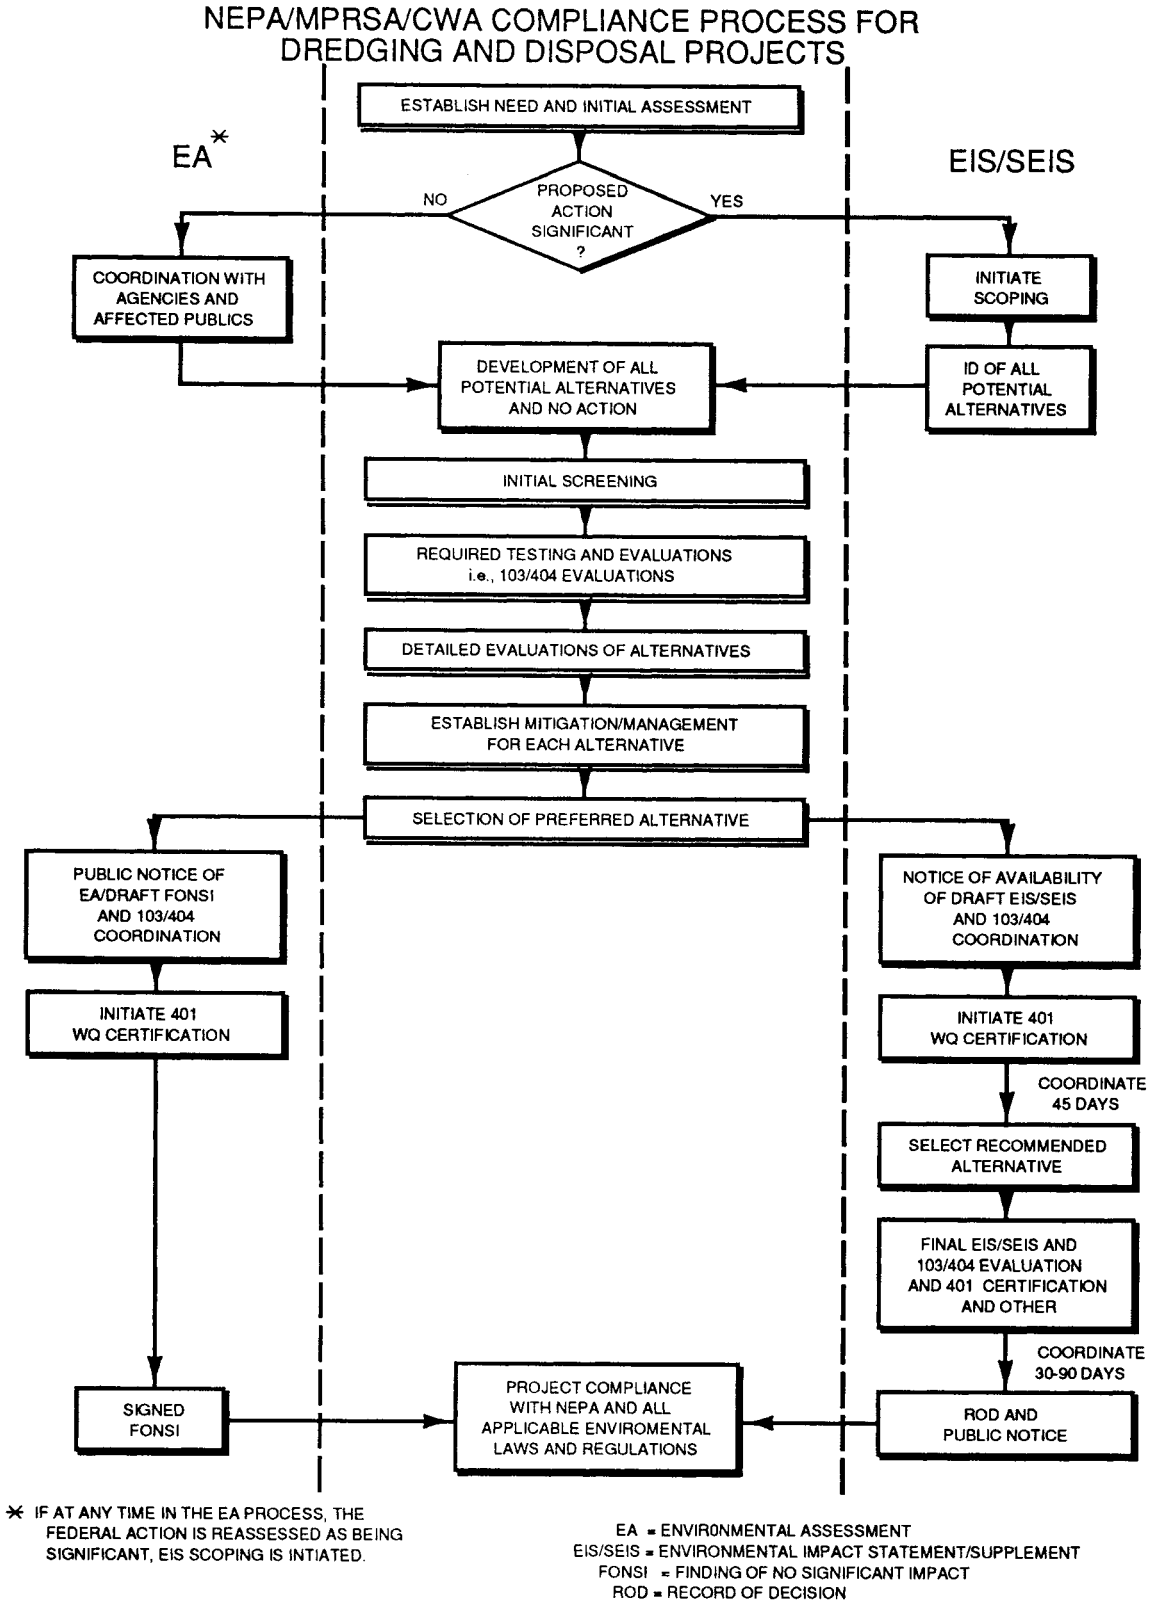 NEPA/MPRSA/CWA COMPLIANCE PROCESS FOR
DREDGING AND DISPOSAL PROJECTS
ESTABLISH NEED AND INITIAL ASSESSMENT
EA*
EIS/SEIS
NO
PROPOSED
ACTION
SIGNIFICANT
?
YES
COORDINATION WITH
AGENCIES AND
AFFECTED PUBLICS
INITIATE
SCOPING
DEVELOPMENT OF ALL
POTENTIAL ALTERNATIVES
AND NO ACTION
ID OF ALL
POTENTIAL
ALTERNATIVES
INITIAL SCREENING
REQUIRED TESTING AND EVALUATIONS
i.e., 103/404 EVALUATIONS
DETAILED EVALUATIONS OF ALTERNATIVES
ESTABLISH MITIGATION/MANAGEMENT
FOR EACH ALTERNATIVE
SELECTION OF PREFERRED ALTERNATIVE
PUBLIC NOTICE OF
EA/DRAFT FONSI
AND 103/404
COORDINATION
NOTICE OF AVAILABILITY
OF DRAFT EIS/SEIS
AND 103/404
COORDINATION
INITIATE 401
WQ CERTIFICATION
INITIATE 401
WQ CERTIFICATION
COORDINATE
45 DAYS
SELECT RECOMMENDED
ALTERNATIVE
FINAL EIS/SEIS AND
103/404 EVALUATION
AND 401 CERTIFICATION
AND OTHER
COORDINATE
30-90 DAYS
SIGNED
FONSI
PROJECT COMPLIANCE
WITH NEPA AND ALL
APPLICABLE ENVIROMENTAL
LAWS AND REGULATIONS
ROD AND
PUBLIC NOTICE
* IF AT ANY TIME IN THE EA PROCESS, THE
FEDERAL ACTION IS REASSESSED AS BEING
SIGNIFICANT, EIS SCOPING IS INTIATED.
EA = ENVIRONMENTAL ASSESSMENT
EIS/SEIS = ENVIRONMENTAL IMPACT STATEMENT/SUPPLEMENT
FONSI = FINDING OF NO SIGNIFICANT IMPACT
ROD = RECORD OF DECISION